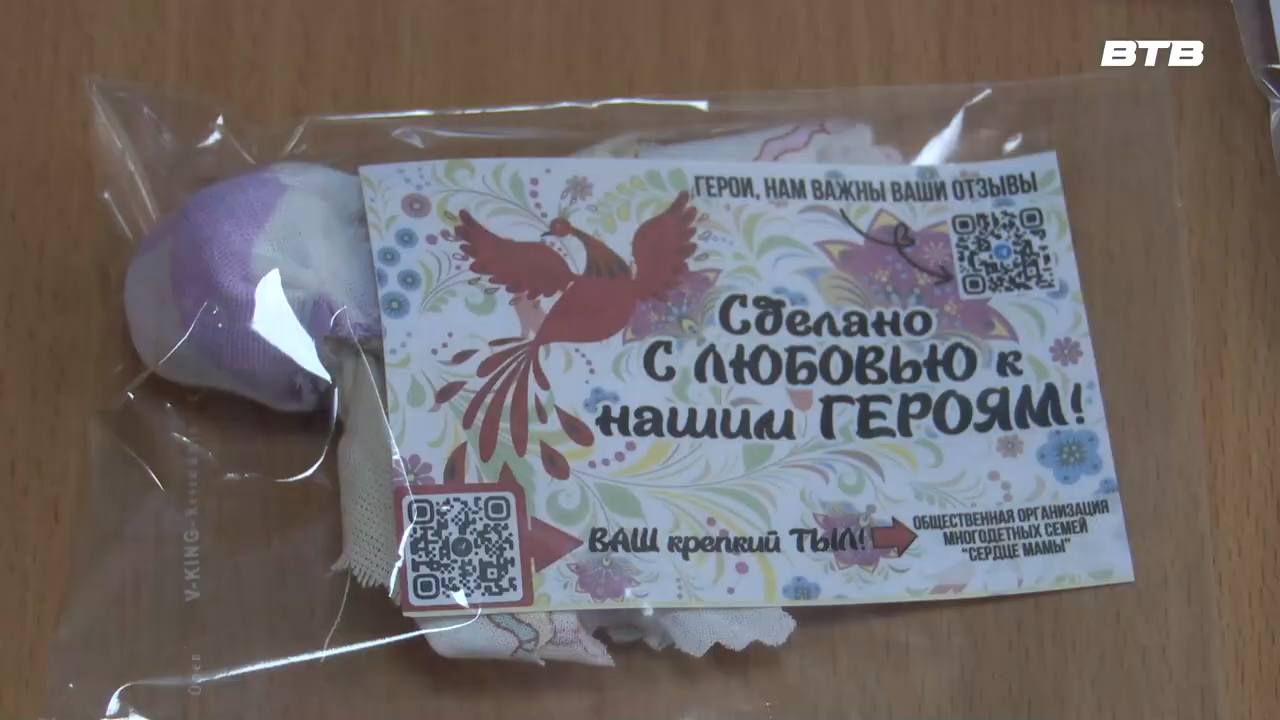 ВТВ
ГЕРОИ, НАМ ВАЖНЫ ВАШИ ОТЗЫВЫ
Сделано
С ЛЮБОВЬЮ к
нашим ГЕРОЯМ!
ВАШ крепкий ТЫЛ!
ОБЩЕСТВЕННАЯ ОРГАНИЗАЦИЯ
МНОГОДЕТНЫХ СЕМЕЙ
"СЕРДЦЕ МАМЫ"
V-KING